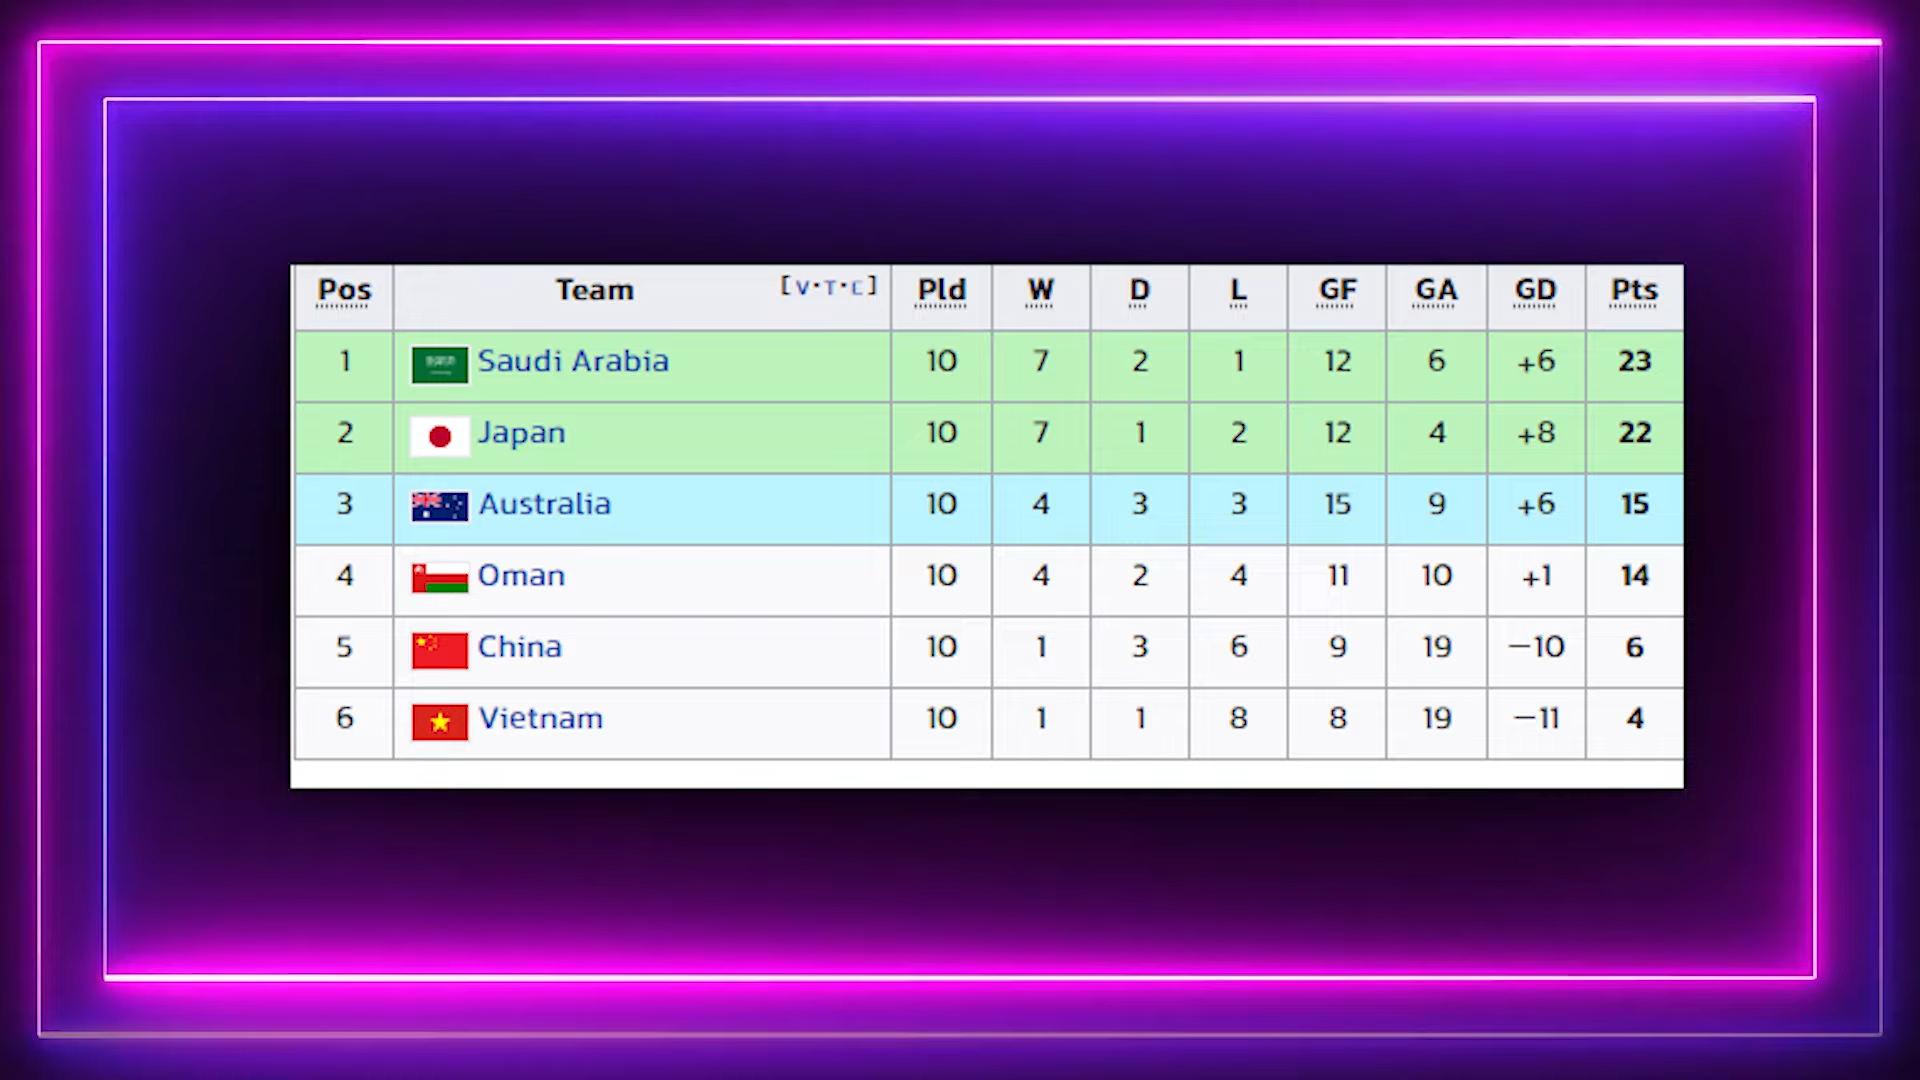 Pos Team [V·T·E] Pld W D L GF GA GD Pts
1 Saudi Arabia 10 7 2 1 12 6 +6 23
2 Japan 10 7 1 2 12 4 +8 22
3 Australia 10 4 3 3 15 9 +6 15
4 Oman 10 4 2 4 11 10 +1 14
5 China 10 1 3 6 9 19 −10 6
6 Vietnam 10 1 1 8 8 19 −11 4